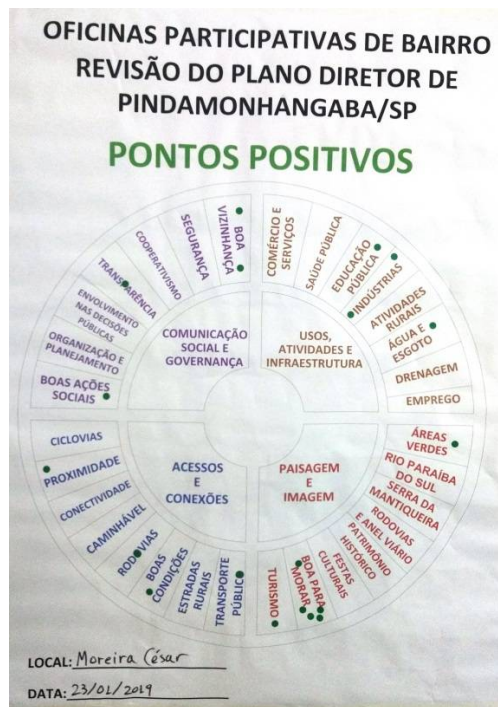 OFICINAS PARTICIPATIVAS DE BAIRRO
REVISÃO DO PLANO DIRETOR DE
PINDAMONHANGABA/SP
PONTOS POSITIVOS
COMUNICAÇÃO
SOCIAL E
GOVERNANÇA
BOAS AÇÕES
SOCIAIS
ORGANIZAÇÃO E
PLANEJAMENTO
ENVOLVIMENTO
NAS DECISÕES
PÚBLICAS
TRANSPARÊNCIA
COOPERATIVISMO
SEGURANÇA
BOA
VIZINHANÇA
USOS,
ATIVIDADES E
INFRAESTRUTURA
COMÉRCIO E
SERVIÇOS
SAÚDE PÚBLICA
EDUCAÇÃO
PÚBLICA
INDÚSTRIAS
ATIVIDADES
RURAIS
ÁGUA E
ESGOTO
DRENAGEM
EMPREGO
ACESSOS
E
CONEXÕES
CICLOVIAS
PROXIMIDADE
CONECTIVIDADE
CAMINHÁVEL
RODOVIAS
BOAS
CONDIÇÕES
ESTRADAS
RURAIS
TRANSPORTE
PÚBLICO
PAISAGEM
E
IMAGEM
ÁREAS
VERDES
RIO PARAÍBA
DO SUL
SERRA DA
MANTIQUEIRA
RODOVIAS
E ANEL VIÁRIO
PATRIMÔNIO
HISTÓRICO
FESTAS
CULTURAIS
BOA PARA
MORAR
TURISMO
LOCAL: Moreira César
DATA: 23/01/2019